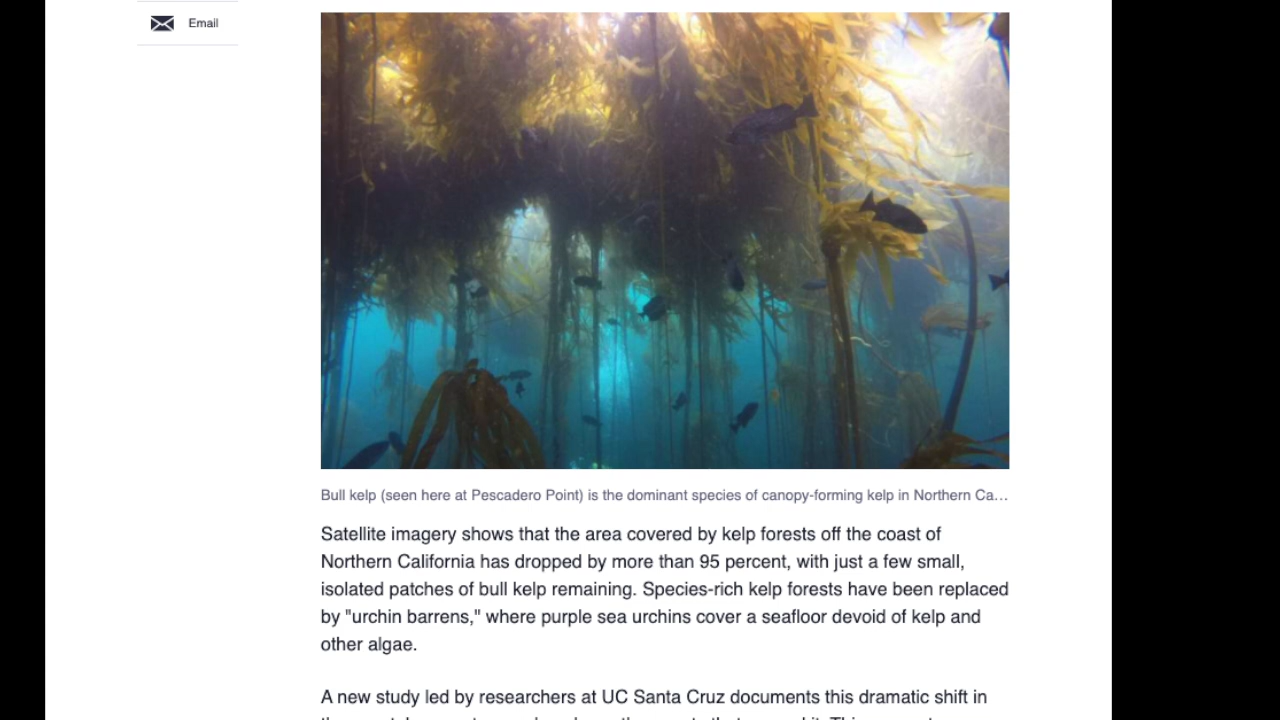 Email
Bull kelp (seen here at Pescadero Point) is the dominant species of canopy-forming kelp in Northern Ca...
Satellite imagery shows that the area covered by kelp forests off the coast of
Northern California has dropped by more than 95 percent, with just a few small,
isolated patches of bull kelp remaining. Species-rich kelp forests have been replaced
by "urchin barrens," where purple sea urchins cover a seafloor devoid of kelp and
other algae.
A new study led by researchers at UC Santa Cruz documents this dramatic shift in